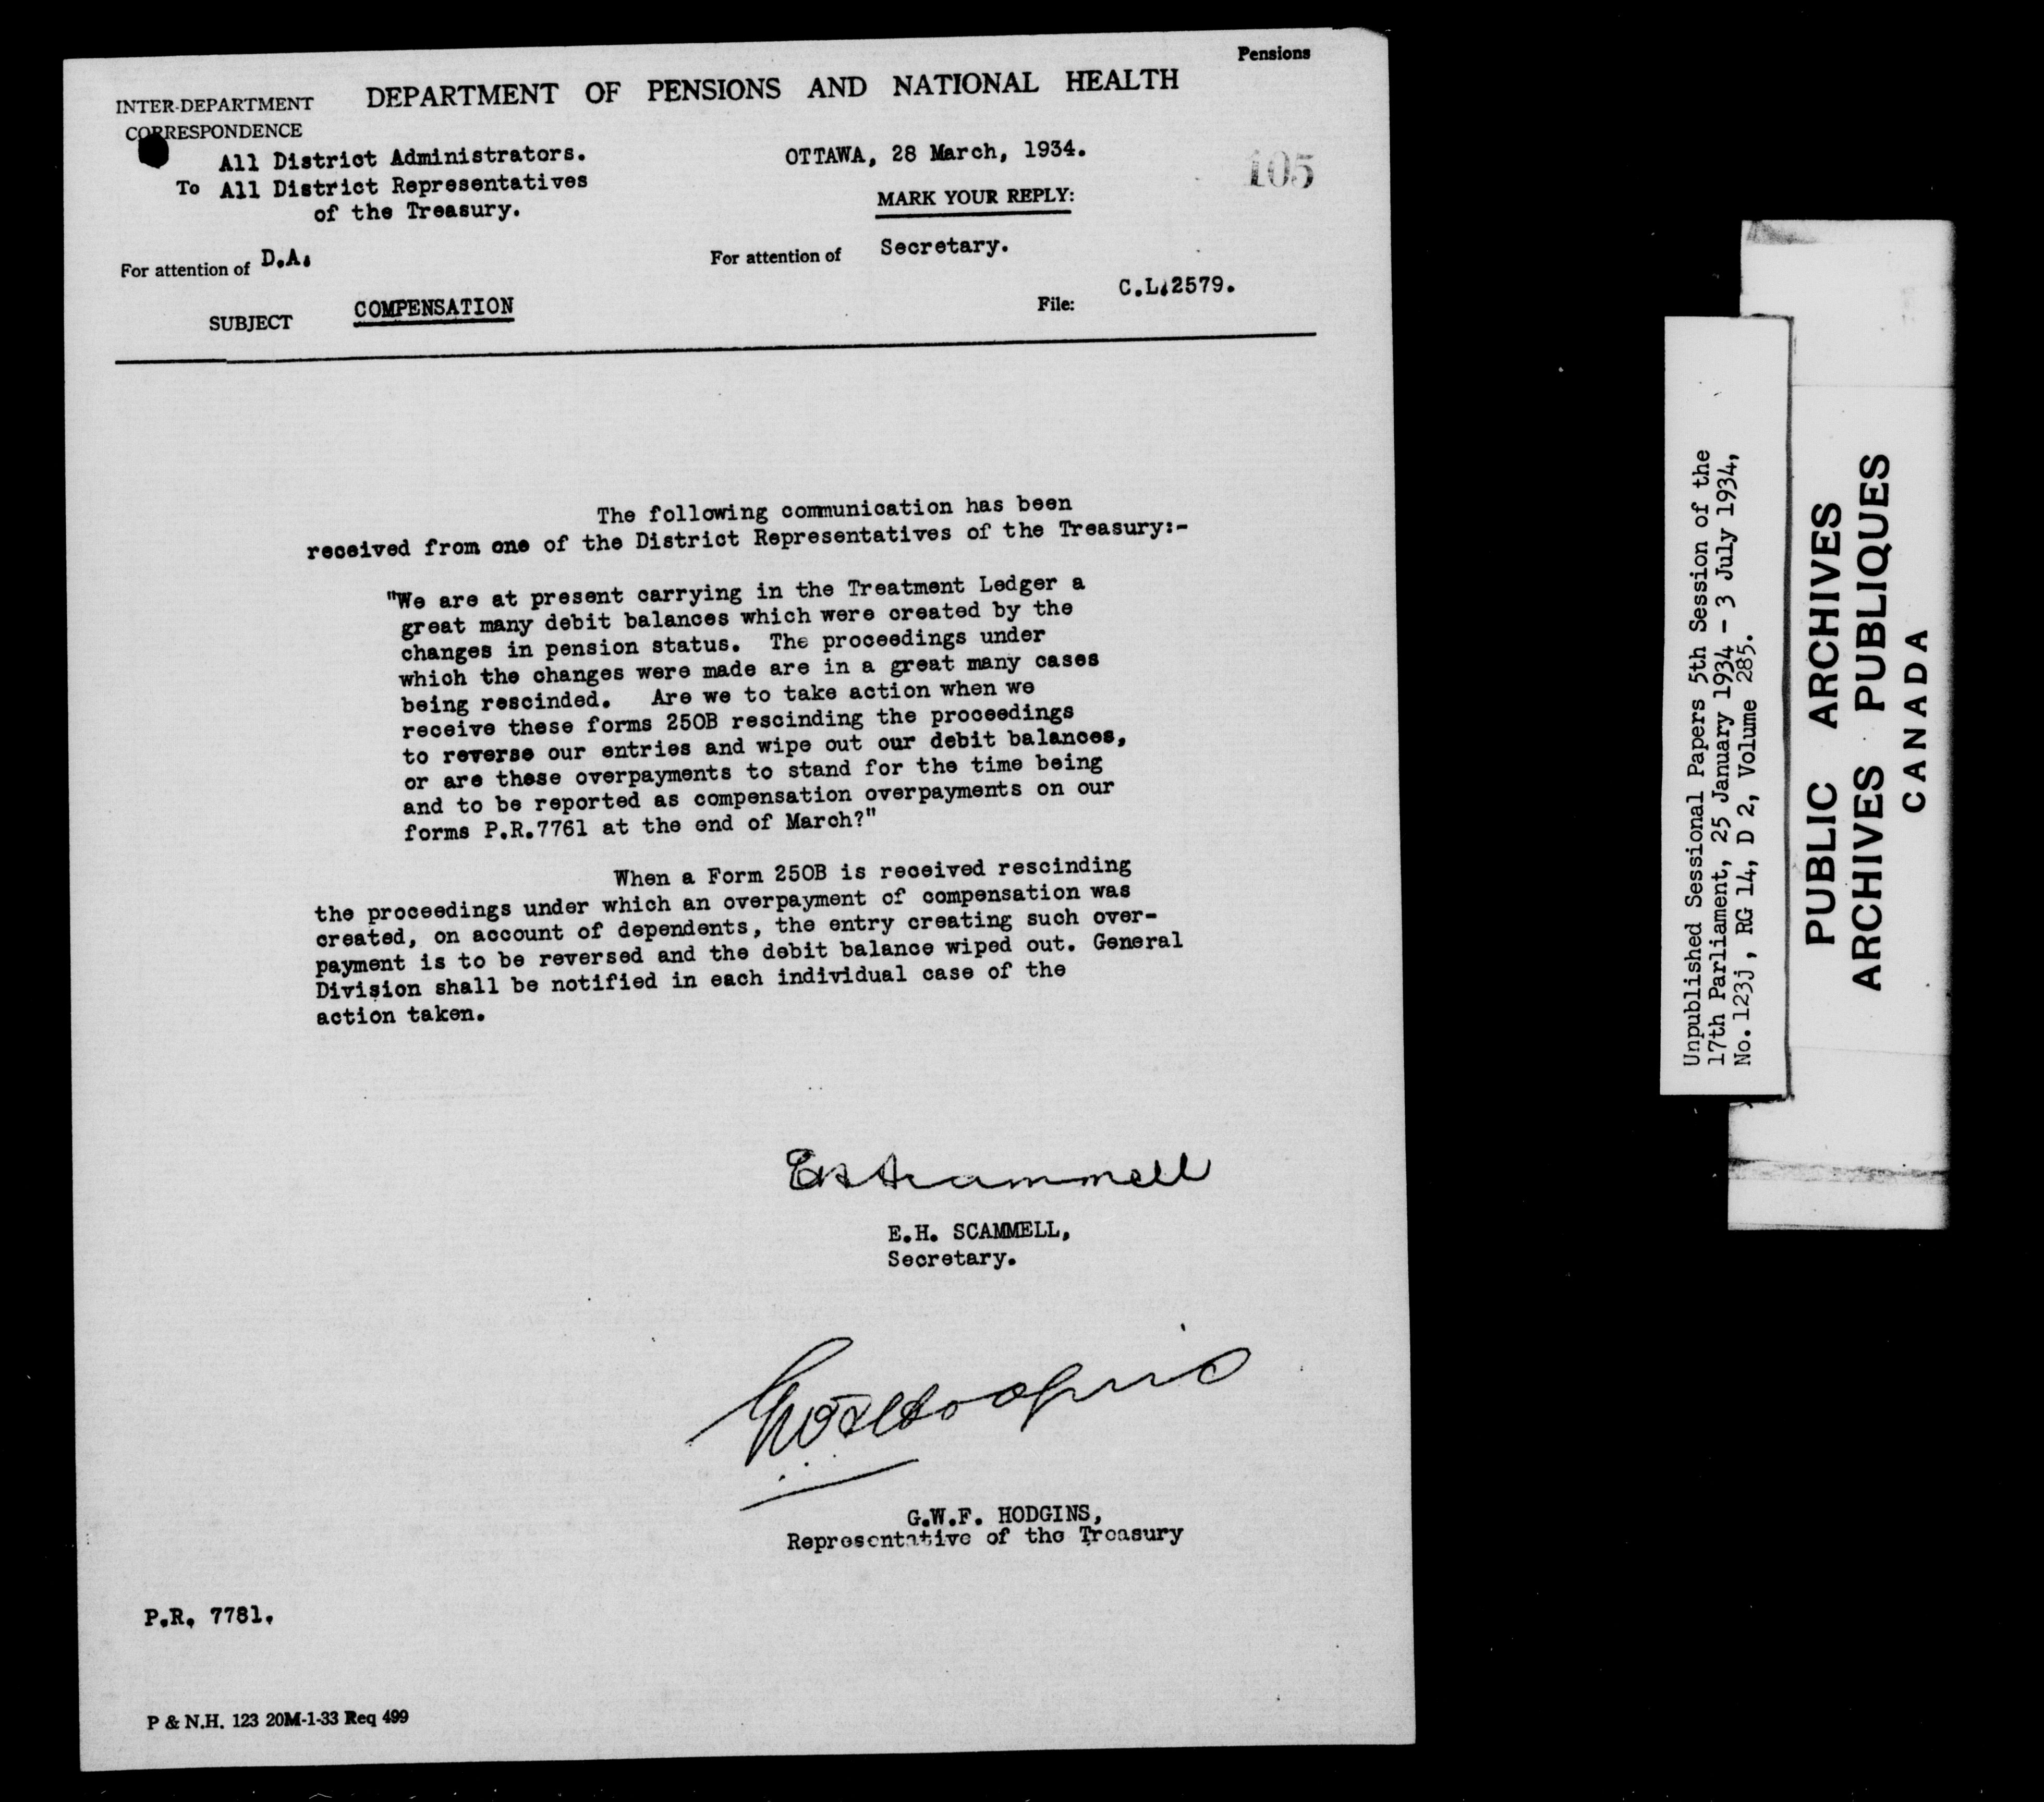 Pensions
INTER-DEPARTMENT
CORRESPONDENCE
DEPARTMENT OF PENSIONS AND NATIONAL HEALTH
All District Administrators.
To All District Representatives
of the Treasury.
OTTAWA, 28 March, 1934.
105
MARK YOUR REPLY:
For attention of D.A.
For attention of Secretary.
SUBJECT COMPENSATION
File: C.L.2579.
The following communication has been
received from one of the District Representatives of the Treasury:-
"We are at present carrying in the Treatment Ledger a
great many debit balances which were created by the
changes in pension status. The proceedings under
which the changes were made are in a great many cases
being rescinded. Are we to take action when we
receive these forms 250B rescinding the proceedings
to reverse our entries and wipe out our debit balances,
or are these overpayments to stand for the time being
and to be reported as compensation overpayments on our
forms P.R.7761 at the end of March?"
When a Form 250B is received rescinding
the proceedings under which an overpayment of compensation was
created, on account of dependents, the entry creating such over-
payment is to be reversed and the debit balance wiped out. General
Division shall be notified in each individual case of the
action taken.
EHScammell
E.H. SCAMMELL,
Secretary.
GWFHodgins
G.W.F. HODGINS,
Representative of the Treasury
P.R. 7781.
P & N.H. 123 20M-1-33 Req 499
Unpublished Sessional Papers 5th Session of the
17th Parliament, 25 January 1934 - 3 July 1934,
No. 123j, RG 14, D 2, Volume 285.
PUBLIC ARCHIVES
ARCHIVES PUBLIQUES
CANADA